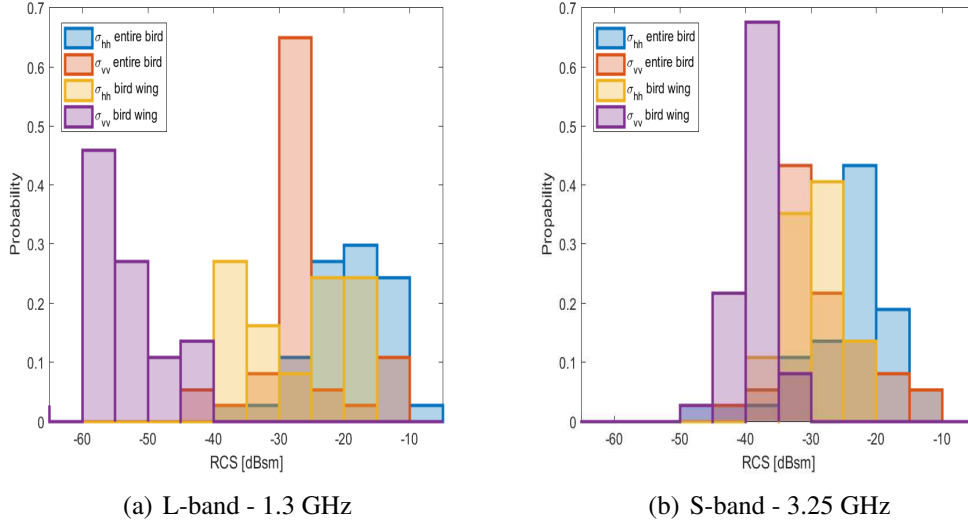 0.7
0.6
0.5
0.4
0.3
0.2
0.1
0
Probability
σhh entire bird
σvv entire bird
σhh bird wing
σvv bird wing
-60 -50 -40 -30 -20 -10
RCS [dBsm]
(a) L-band - 1.3 GHz
0.7
0.6
0.5
0.4
0.3
0.2
0.1
0
Propability
σhh entire bird
σvv entire bird
σhh bird wing
σvv bird wing
-60 -50 -40 -30 -20 -10
RCS [dBsm]
(b) S-band - 3.25 GHz